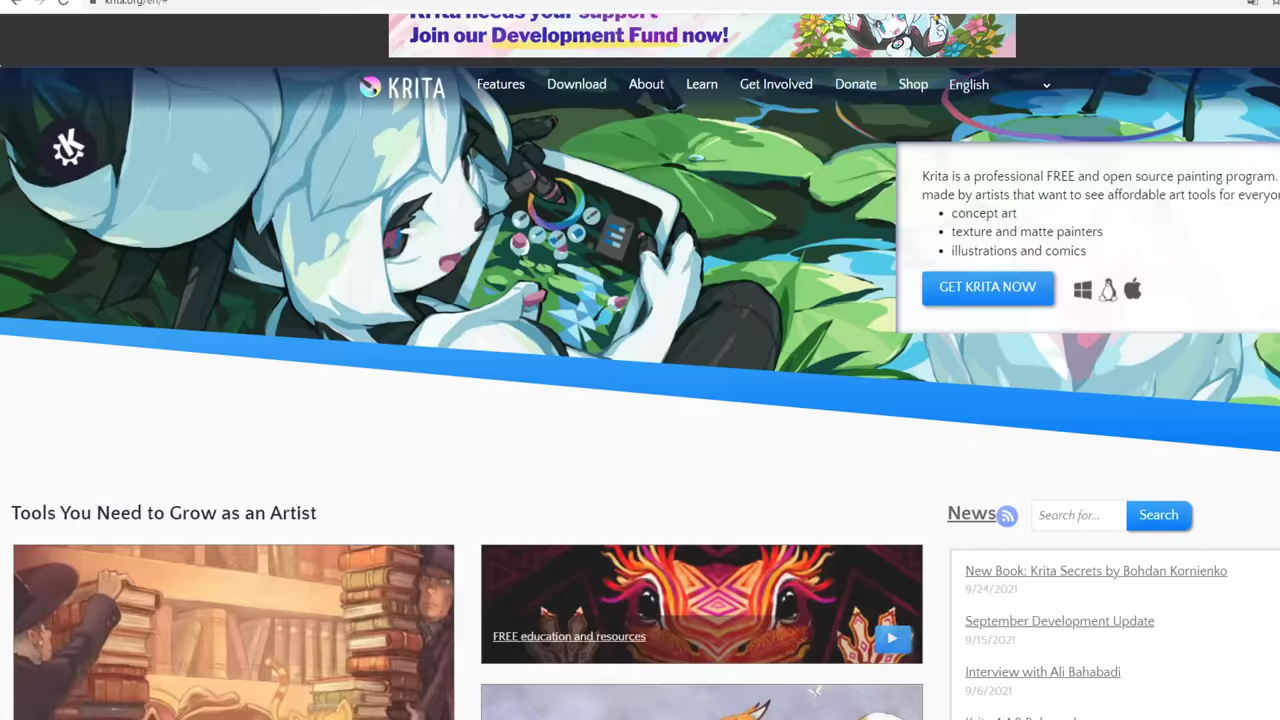 krita.org/en/#
Krita needs your support
Join our Development Fund now!
KRITA
Features Download About Learn Get Involved Donate Shop English
Krita is a professional FREE and open source painting program.
made by artists that want to see affordable art tools for
concept art
texture and matte painters
illustrations and comics
GET KRITA NOW
Tools You Need to Grow as an Artist
News
Search for...
Search
New Book: Krita Secrets by Bohdan Kornienko
9/24/2021
FREE education and resources
September Development Update
9/15/2021
Interview with Ali Bahabadi
9/6/2021